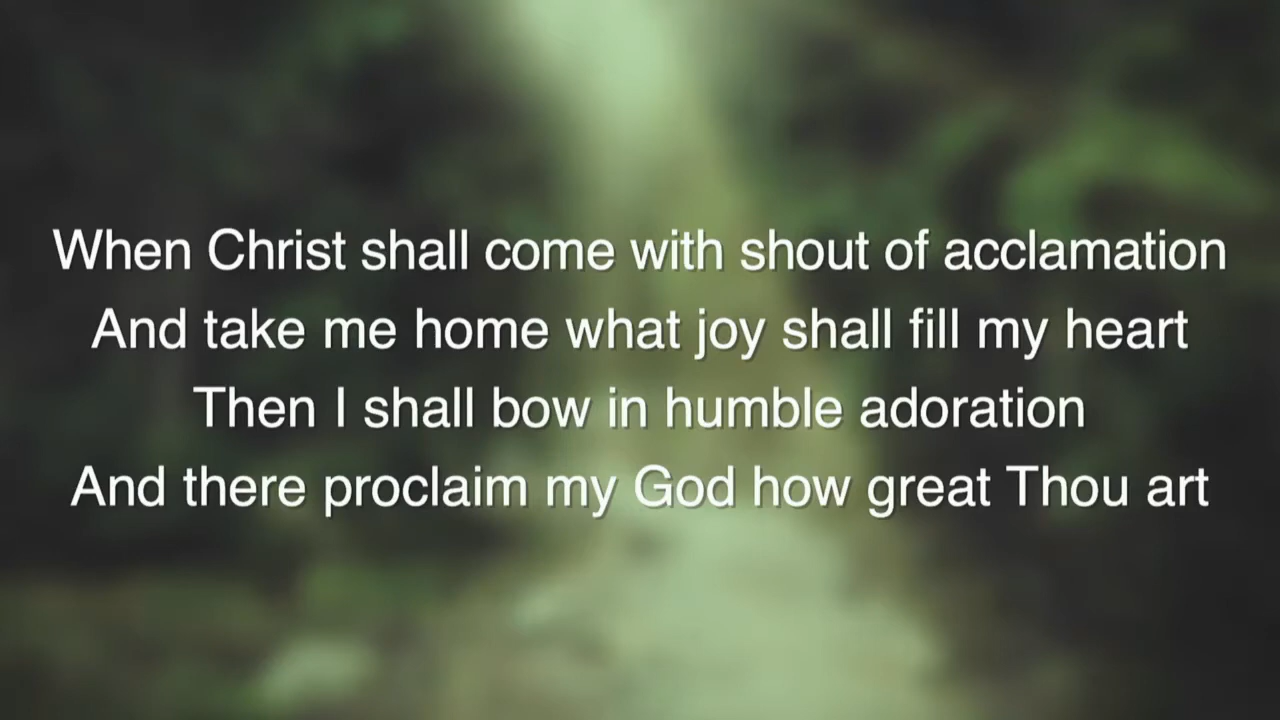 When Christ shall come with shout of acclamation
And take me home what joy shall fill my heart
Then I shall bow in humble adoration
And there proclaim my God how great Thou art